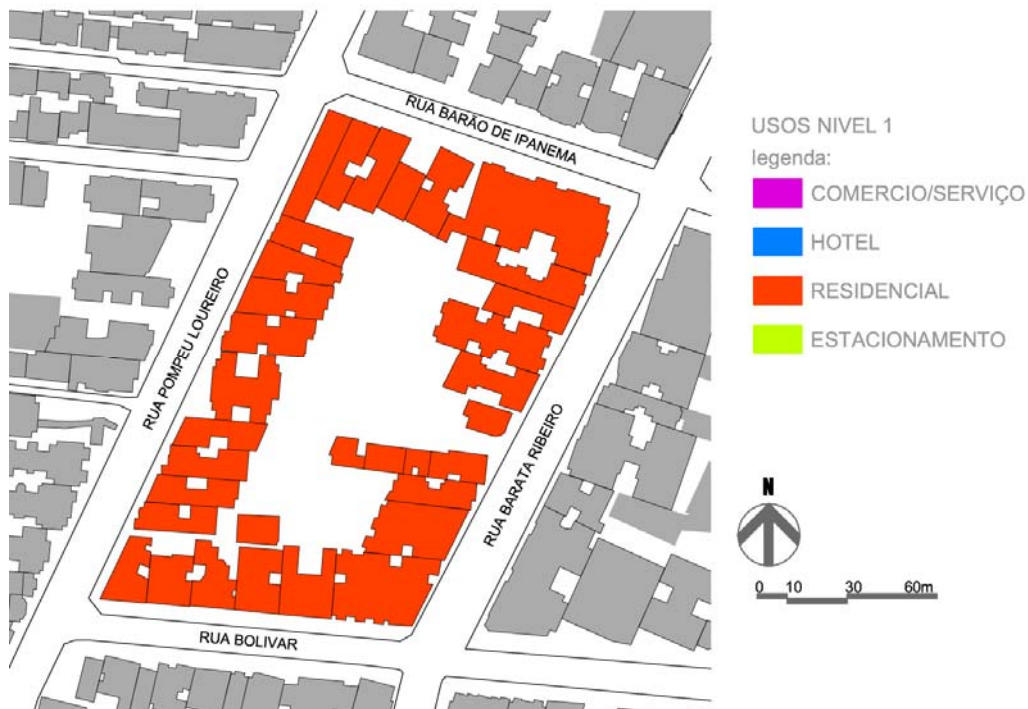 RUA BARÃO DE IPANEMA
RUA POMPEU LOUREIRO
RUA BARATA RIBEIRO
RUA BOLIVAR
USOS NIVEL 1
legenda:
COMERCIO/SERVIÇO
HOTEL
RESIDENCIAL
ESTACIONAMENTO
N
0 10 30 60m